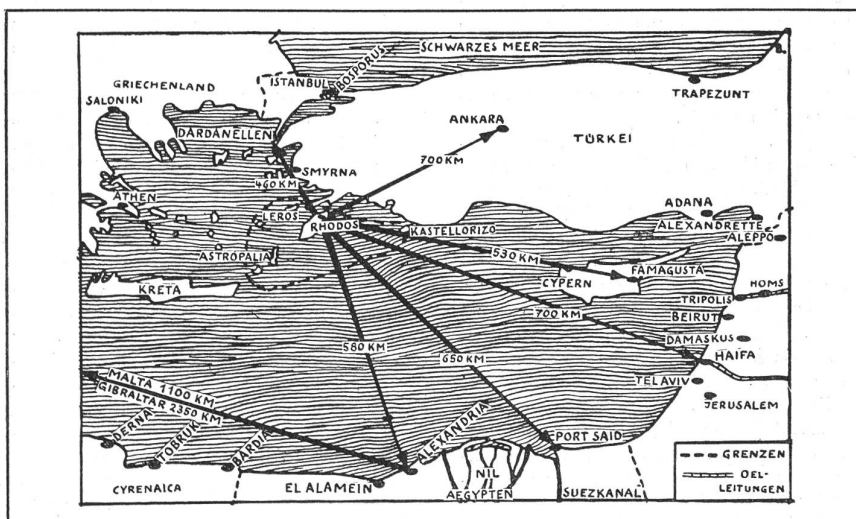 SCHWARZES MEER
GRIECHENLAND
ISTANBUL
BOSPORUS
SALONIKI
TRAPEZUNT
DARDANELLEN
ANKARA
TÜRKEI
700 KM
SMYRNA
460 KM
ATHEN
LEROS
RHODOS
KASTELLORIZO
ADANA
ALEXANDRETTE
ALEPPO
ASTRÓPALIA
530 KM
FAMAGUSTA
CYPERN
KRETA
HOMS
TRIPOLIS
700 KM
BEIRUT
DAMASKUS
580 KM
650 KM
HAIFA
MALTA 1100 KM
GIBRALTAR 2350 KM
TEL AVIV
JERUSALEM
DERNA
TOBRUK
BARDIA
ALEXANDRIA
PORT SAID
CYRENAICA
EL ALAMEIN
NIL
AEGYPTEN
SUEZKANAL
GRENZEN
OEL-
LEITUNGEN